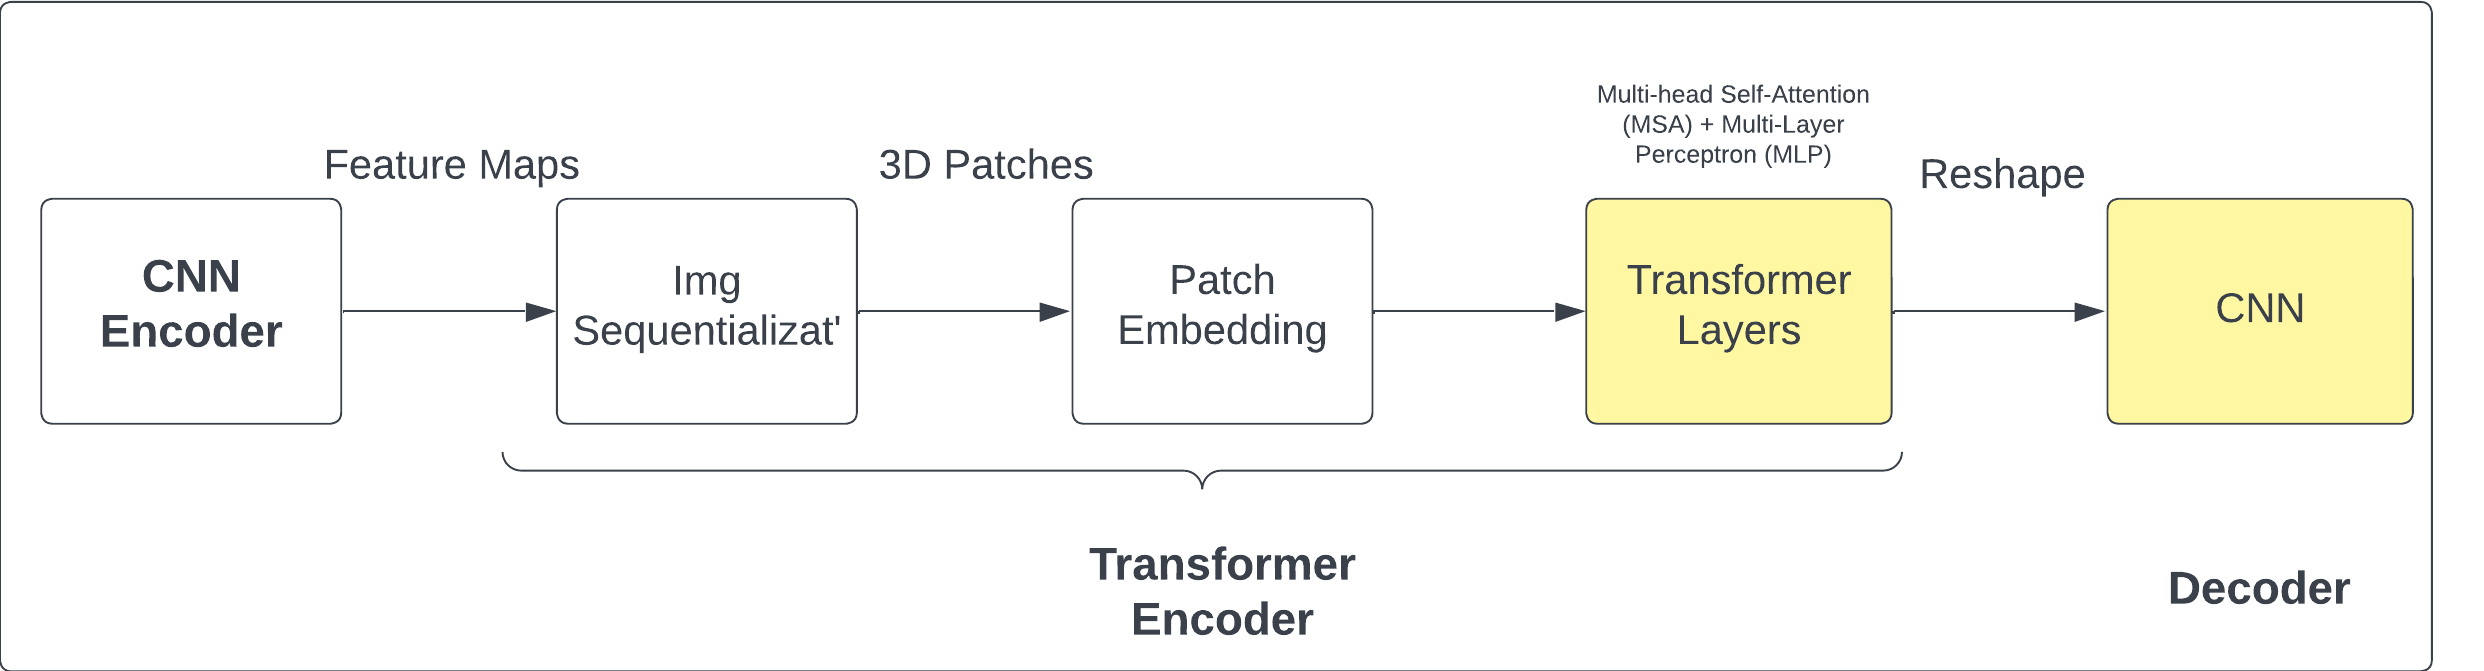 Multi-head Self-Attention
(MSA) + Multi-Layer
Perceptron (MLP)
Feature Maps
3D Patches
Reshape
CNN
Encoder
Img
Sequentializat'
Patch
Embedding
Transformer
Layers
CNN
Transformer
Encoder
Decoder